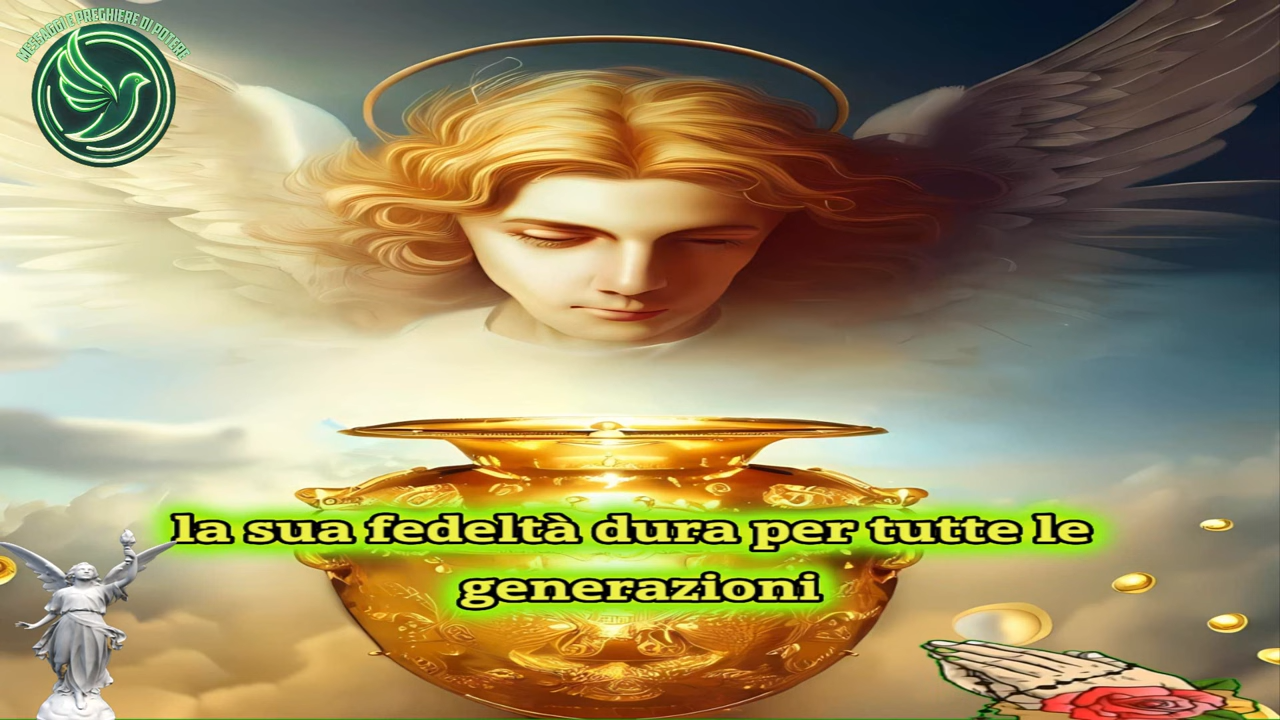 MESSAGGI E PREGHIERE DI POTERE
la sua fedeltà dura per tutte le
generazioni